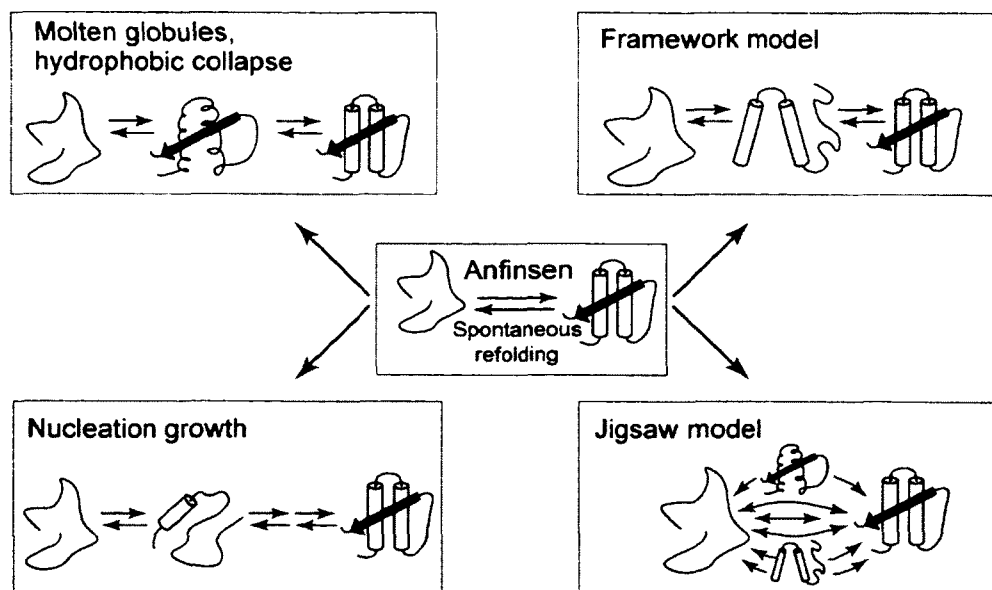 Molten globules,
hydrophobic collapse
Framework model
Anfinsen
Spontaneous
refolding
Nucleation growth
Jigsaw model